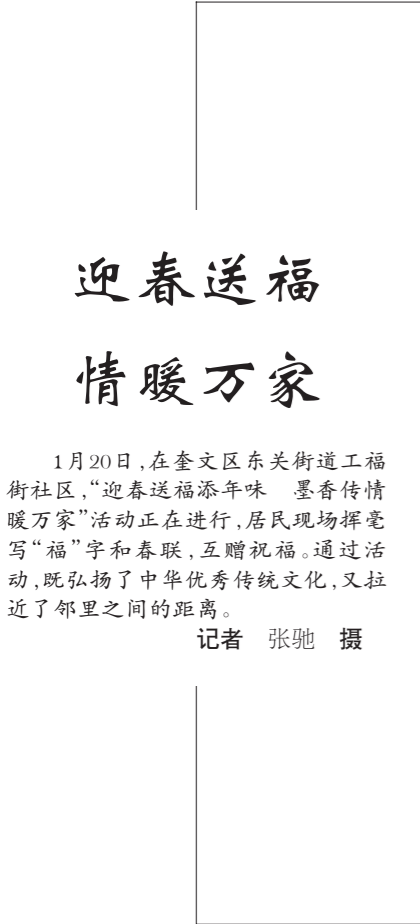 迎春送福
情暖万家
1月20日,在奎文区东关街道工福
街社区,“迎春送福添年味　墨香传情
暖万家”活动正在进行,居民现场挥毫
写“福”字和春联,互赠祝福。通过活
动,既弘扬了中华优秀传统文化,又拉
近了邻里之间的距离。
记者　张驰　摄